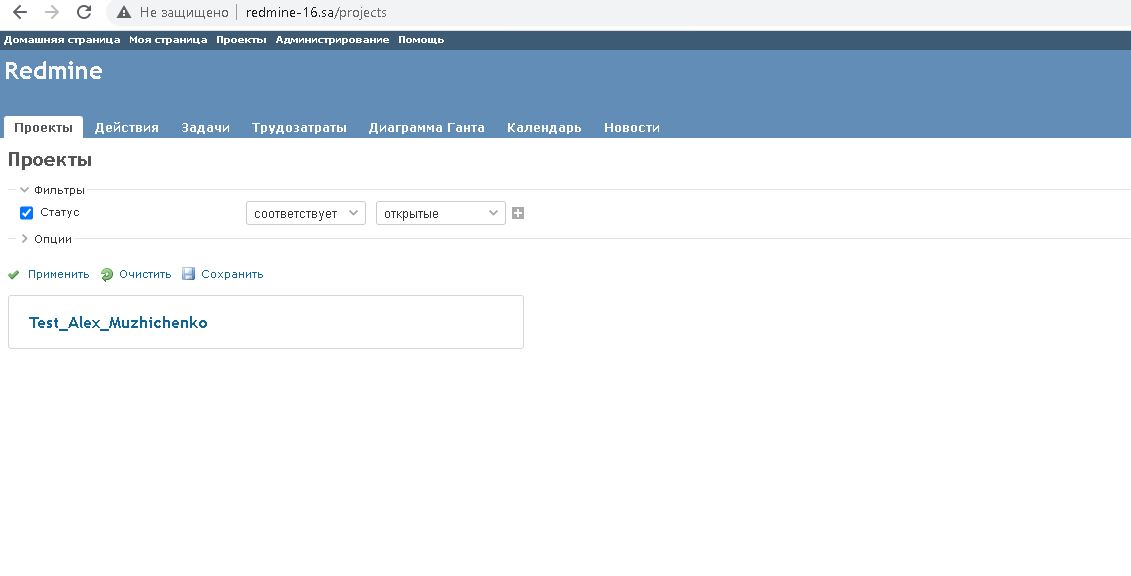 Не защищено redmine-16.sa/projects
Домашняя страница Моя страница Проекты Администрирование Помощь
Redmine
Проекты Действия Задачи Трудозатраты Диаграмма Ганта Календарь Новости
Проекты
Фильтры
Статус соответствует открытые
Опции
Применить Очистить Сохранить
Test_Alex_Muzhichenko